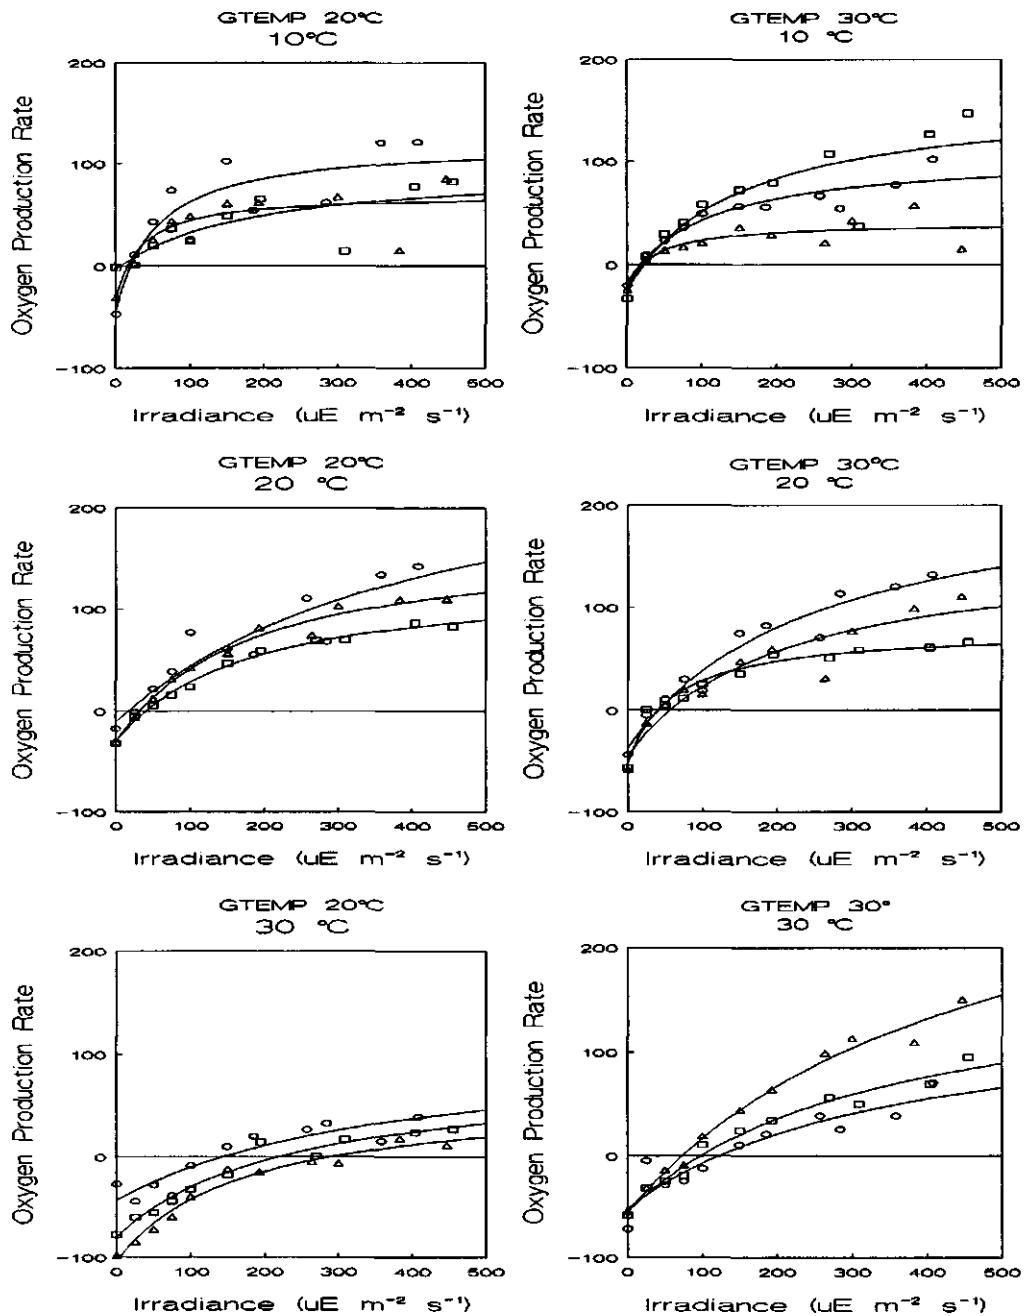 GTEMP 20°C
10°C
200
100
0
−100
Oxygen Production Rate
0 100 200 300 400 500
Irradiance (uE m⁻² s⁻¹)
GTEMP 30°C
10 °C
200
100
0
−100
Oxygen Production Rate
0 100 200 300 400 500
Irradiance (uE m⁻² s⁻¹)
GTEMP 20°C
20 °C
200
100
0
−100
Oxygen Production Rate
0 100 200 300 400 500
Irradiance (uE m⁻² s⁻¹)
GTEMP 30°C
20 °C
200
100
0
−100
Oxygen Production Rate
0 100 200 300 400 500
Irradiance (uE m⁻² s⁻¹)
GTEMP 20°C
30 °C
200
100
0
−100
Oxygen Production Rate
0 100 200 300 400 500
Irradiance (uE m⁻² s⁻¹)
GTEMP 30°
30 °C
200
100
0
−100
Oxygen Production Rate
0 100 200 300 400 500
Irradiance (uE m⁻² s⁻¹)